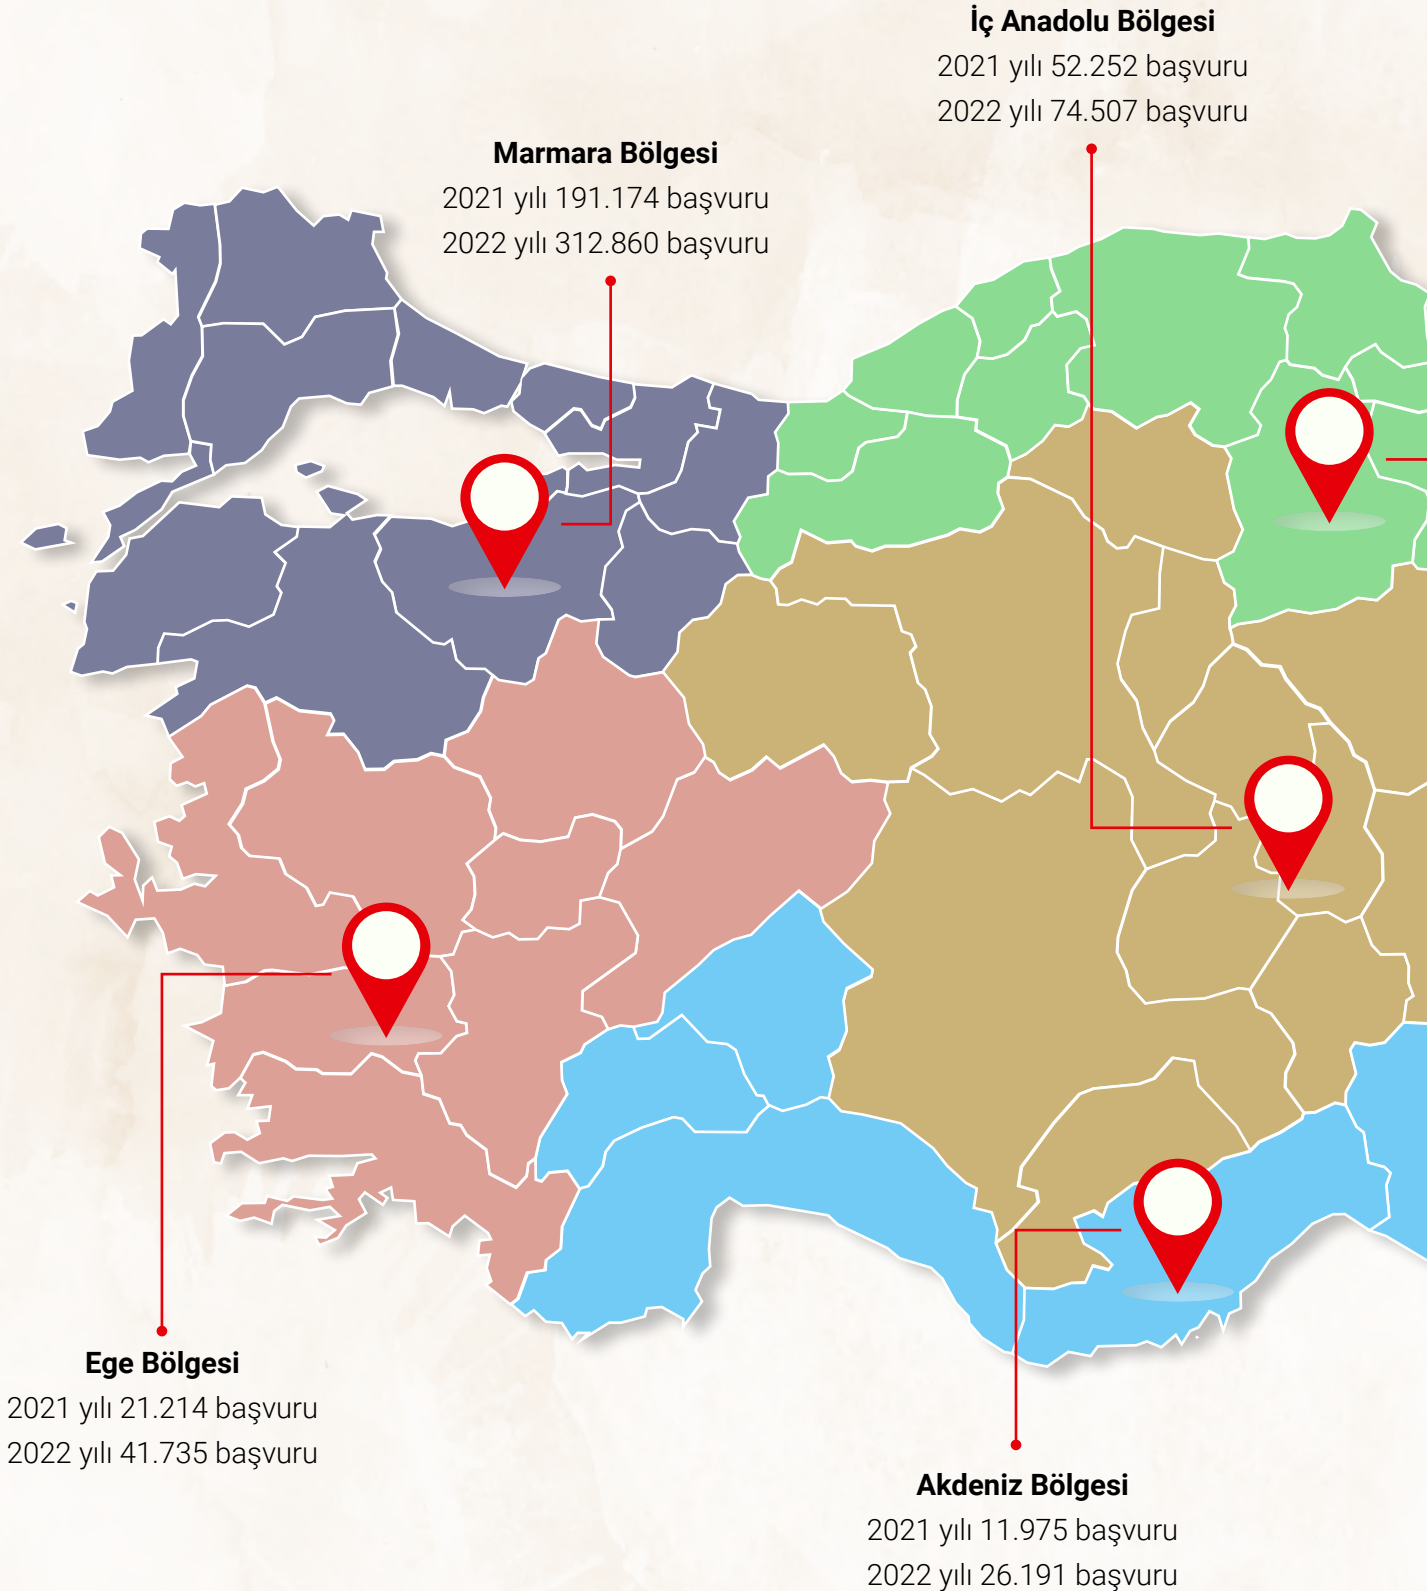 İç Anadolu Bölgesi
2021 yılı 52.252 başvuru
2022 yılı 74.507 başvuru
Marmara Bölgesi
2021 yılı 191.174 başvuru
2022 yılı 312.860 başvuru
Ege Bölgesi
2021 yılı 21.214 başvuru
2022 yılı 41.735 başvuru
Akdeniz Bölgesi
2021 yılı 11.975 başvuru
2022 yılı 26.191 başvuru